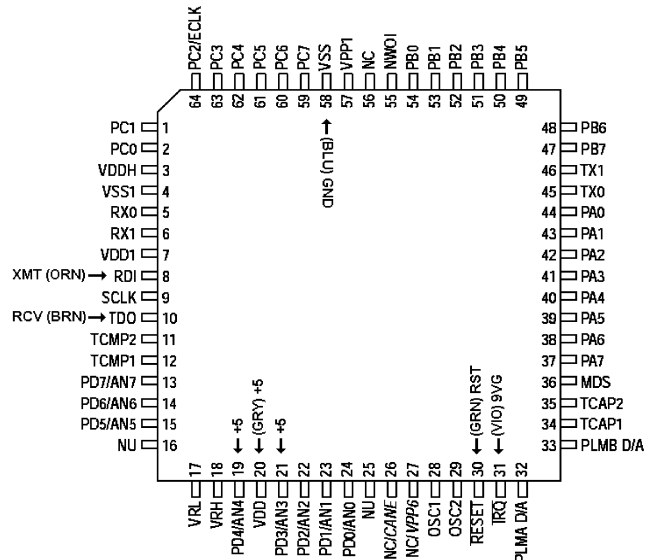 PC2/ECLK
PC3
PC4
PC5
PC6
PC7
VSS
VPP1
NC
NWOI
PB0
PB1
PB2
PB3
PB4
PB5
64 63 62 61 60 59 58 57 56 55 54 53 52 51 50 49
→ (BLU) GND
PC1 1
PC0 2
VDDH 3
VSS1 4
RX0 5
RX1 6
VDD1 7
XMT (ORN) → RDI 8
SCLK 9
RCV (BRN) → TDO 10
TCMP2 11
TCMP1 12
PD7/AN7 13
PD6/AN6 14
PD5/AN5 15
NU 16
48 PB6
47 PB7
46 TX1
45 TX0
44 PA0
43 PA1
42 PA2
41 PA3
40 PA4
39 PA5
38 PA6
37 PA7
36 MDS
35 TCAP2
34 TCAP1
33 PLMB D/A
← +5
← (GRY) +5
← +5
← (GRN) RST
← (VIO) 9VG
17 18 19 20 21 22 23 24 25 26 27 28 29 30 31 32
VRL
VRH
PD4/AN4
VDD
PD3/AN3
PD2/AN2
PD1/AN1
PD0/AN0
NU
NC/CANE
NC/VPP6
OSC1
OSC2
RESET
IRQ
PLMA D/A